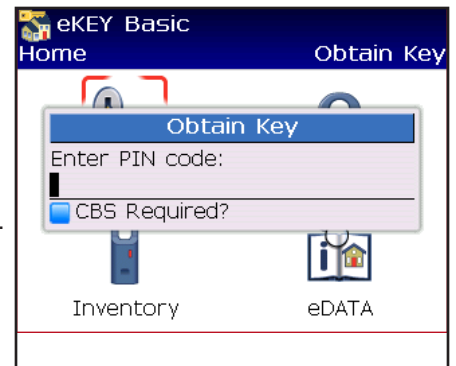 eKEY Basic
Home Obtain Key
Obtain Key
Enter PIN code:
CBS Required?
Inventory eDATA